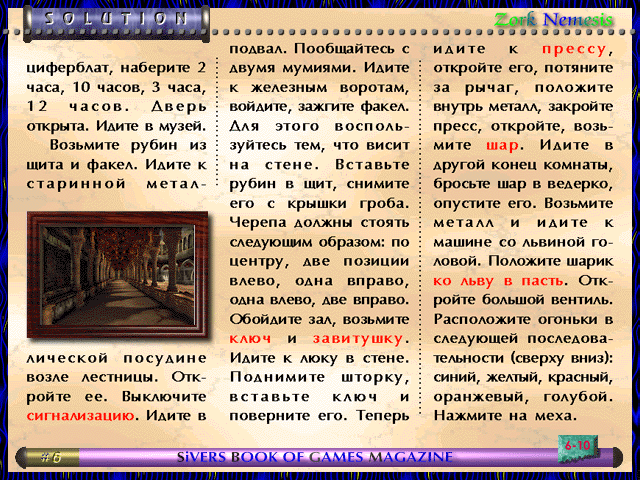 SOLUTION
Zork Nemesis
циферблат, наберите 2
часа, 10 часов, 3 часа,
12 часов. Дверь
открыта. Идите в музей.
Возьмите рубин из
щита и факел. Идите к
старинной метал-
лической посудине
возле лестницы. Отк-
ройте ее. Выключите
сигнализацию. Идите в
подвал. Пообщайтесь с
двумя мумиями. Идите
к железным воротам,
войдите, зажгите факел.
Для этого восполь-
зуйтесь тем, что висит
на стене. Вставьте
рубин в щит, снимите
его с крышки гроба.
Черепа должны стоять
следующим образом: по
центру, две позиции
влево, одна вправо,
одна влево, две вправо.
Обойдите зал, возьмите
ключ и завитушку.
Идите к люку в стене.
Поднимите шторку,
вставьте ключ и
поверните его. Теперь
идите к прессу,
откройте его, потяните
за рычаг, положите
внутрь металл, закройте
пресс, откройте, возь-
мите шар. Идите в
другой конец комнаты,
бросьте шар в ведерко,
опустите его. Возьмите
металл и идите к
машине со львиной го-
ловой. Положите шарик
ко льву в пасть. Отк-
ройте большой вентиль.
Расположите огоньки в
следующей последова-
тельности (сверху вниз):
синий, желтый, красный,
оранжевый, голубой.
Нажмите на меха.
#6
SiVERS BOOK OF GAMES MAGAZINE
6-10